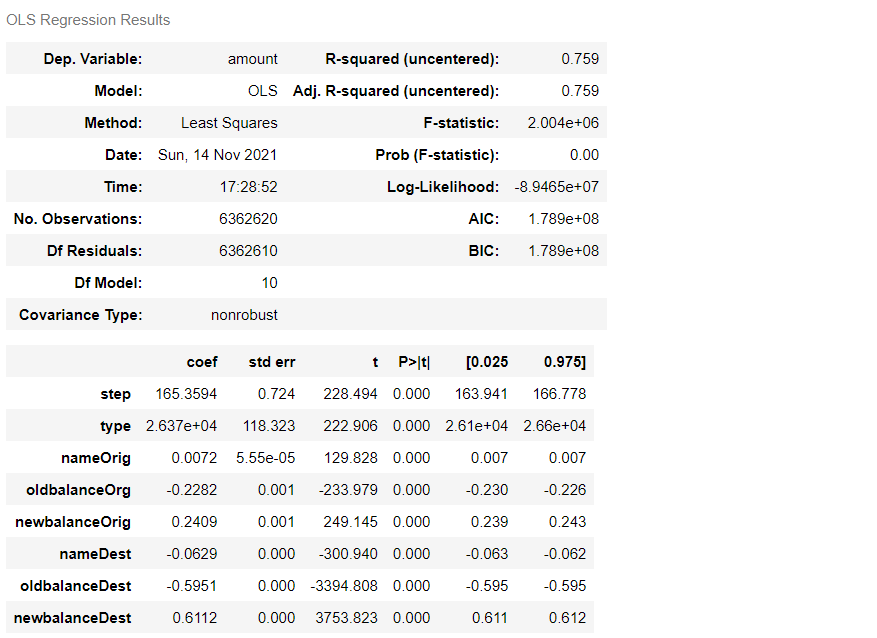 OLS Regression Results
Dep. Variable: amount R-squared (uncentered): 0.759
Model: OLS Adj. R-squared (uncentered): 0.759
Method: Least Squares F-statistic: 2.004e+06
Date: Sun, 14 Nov 2021 Prob (F-statistic): 0.00
Time: 17:28:52 Log-Likelihood: -8.9465e+07
No. Observations: 6362620 AIC: 1.789e+08
Df Residuals: 6362610 BIC: 1.789e+08
Df Model: 10
Covariance Type: nonrobust
coef std err t P>|t| [0.025 0.975]
step 165.3594 0.724 228.494 0.000 163.941 166.778
type 2.637e+04 118.323 222.906 0.000 2.61e+04 2.66e+04
nameOrig 0.0072 5.55e-05 129.828 0.000 0.007 0.007
oldbalanceOrg -0.2282 0.001 -233.979 0.000 -0.230 -0.226
newbalanceOrig 0.2409 0.001 249.145 0.000 0.239 0.243
nameDest -0.0629 0.000 -300.940 0.000 -0.063 -0.062
oldbalanceDest -0.5951 0.000 -3394.808 0.000 -0.595 -0.595
newbalanceDest 0.6112 0.000 3753.823 0.000 0.611 0.612